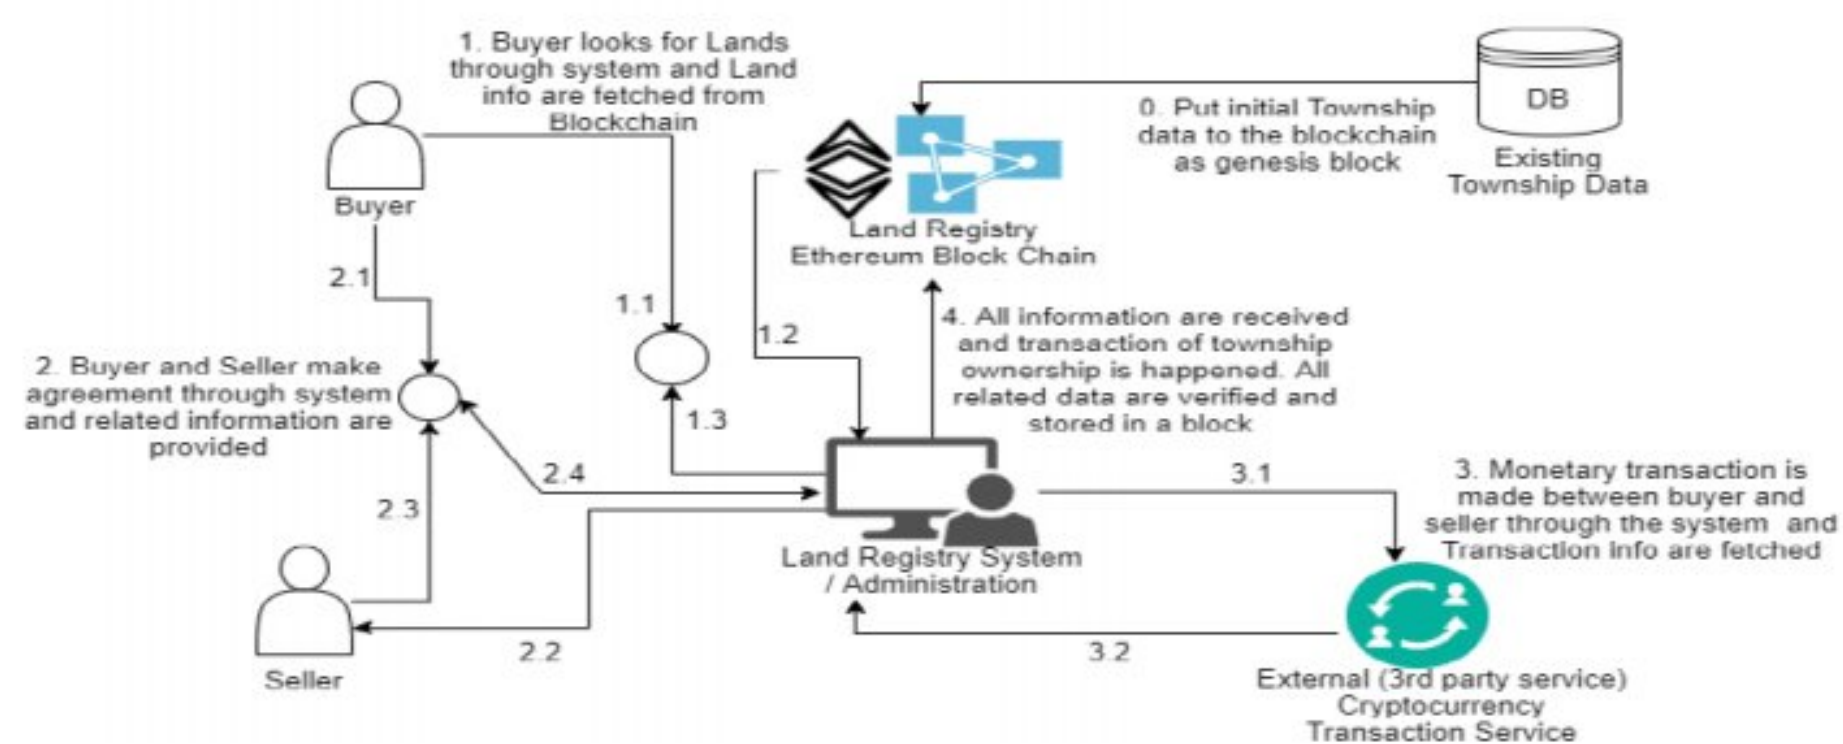 1. Buyer looks for Lands
through system and Land
info are fetched from
Blockchain
Buyer
0. Put initial Township
data to the blockchain
as genesis block
DB
Existing
Township Data
Land Registry
Ethereum Block Chain
2.1
1.1
1.2
1.3
4. All information are received
and transaction of township
ownership is happened. All
related data are verified and
stored in a block
2. Buyer and Seller make
agreement through system
and related information are
provided
2.4
2.3
2.2
Seller
Land Registry System
/ Administration
3.1
3.2
3. Monetary transaction is
made between buyer and
seller through the system and
Transaction Info are fetched
External (3rd party service)
Cryptocurrency
Transaction Service